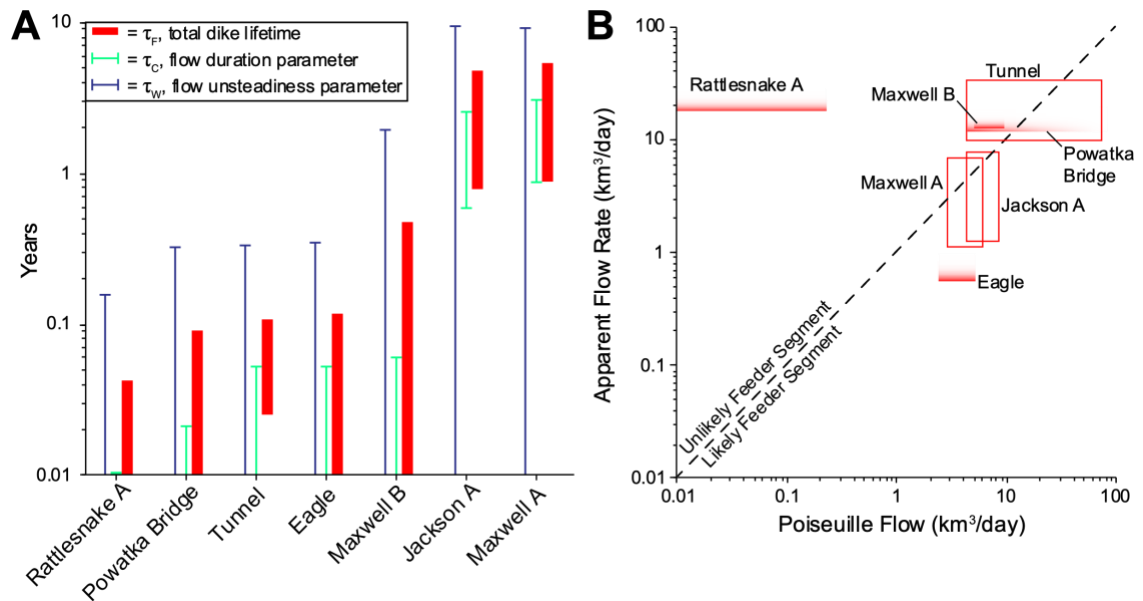 A
10
= τF, total dike lifetime
= τC, flow duration parameter
= τW, flow unsteadiness parameter
1
Years
0.1
0.01
Rattlesnake A
Powatka Bridge
Tunnel
Eagle
Maxwell B
Jackson A
Maxwell A
B
100
Tunnel
Rattlesnake A
Maxwell B
10
Powatka
Bridge
Maxwell A
Jackson A
Apparent Flow Rate (km³/day)
1
Eagle
0.1
Unlikely Feeder Segment
Likely Feeder Segment
0.01
0.01
0.1
1
10
100
Poiseuille Flow (km³/day)